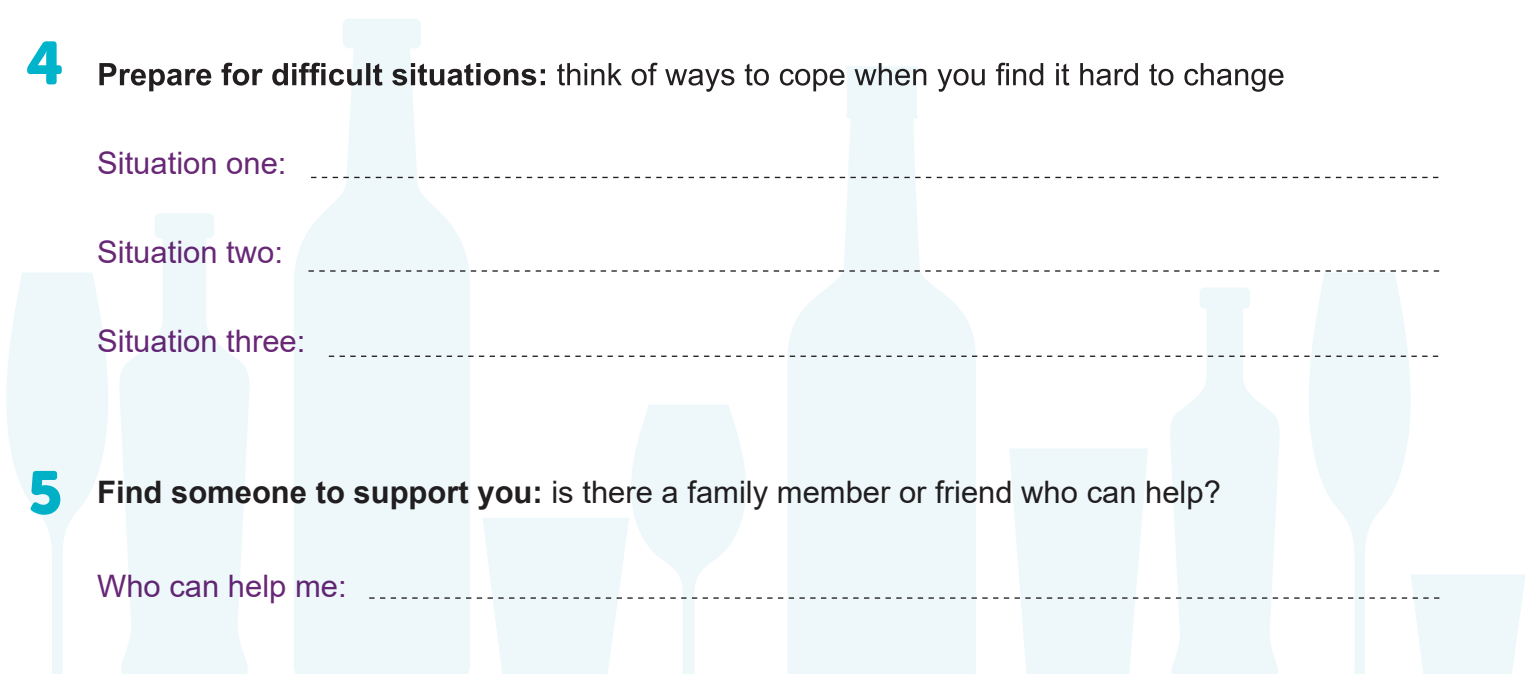 4 Prepare for difficult situations: think of ways to cope when you find it hard to change
Situation one:
Situation two:
Situation three:
5 Find someone to support you: is there a family member or friend who can help?
Who can help me: